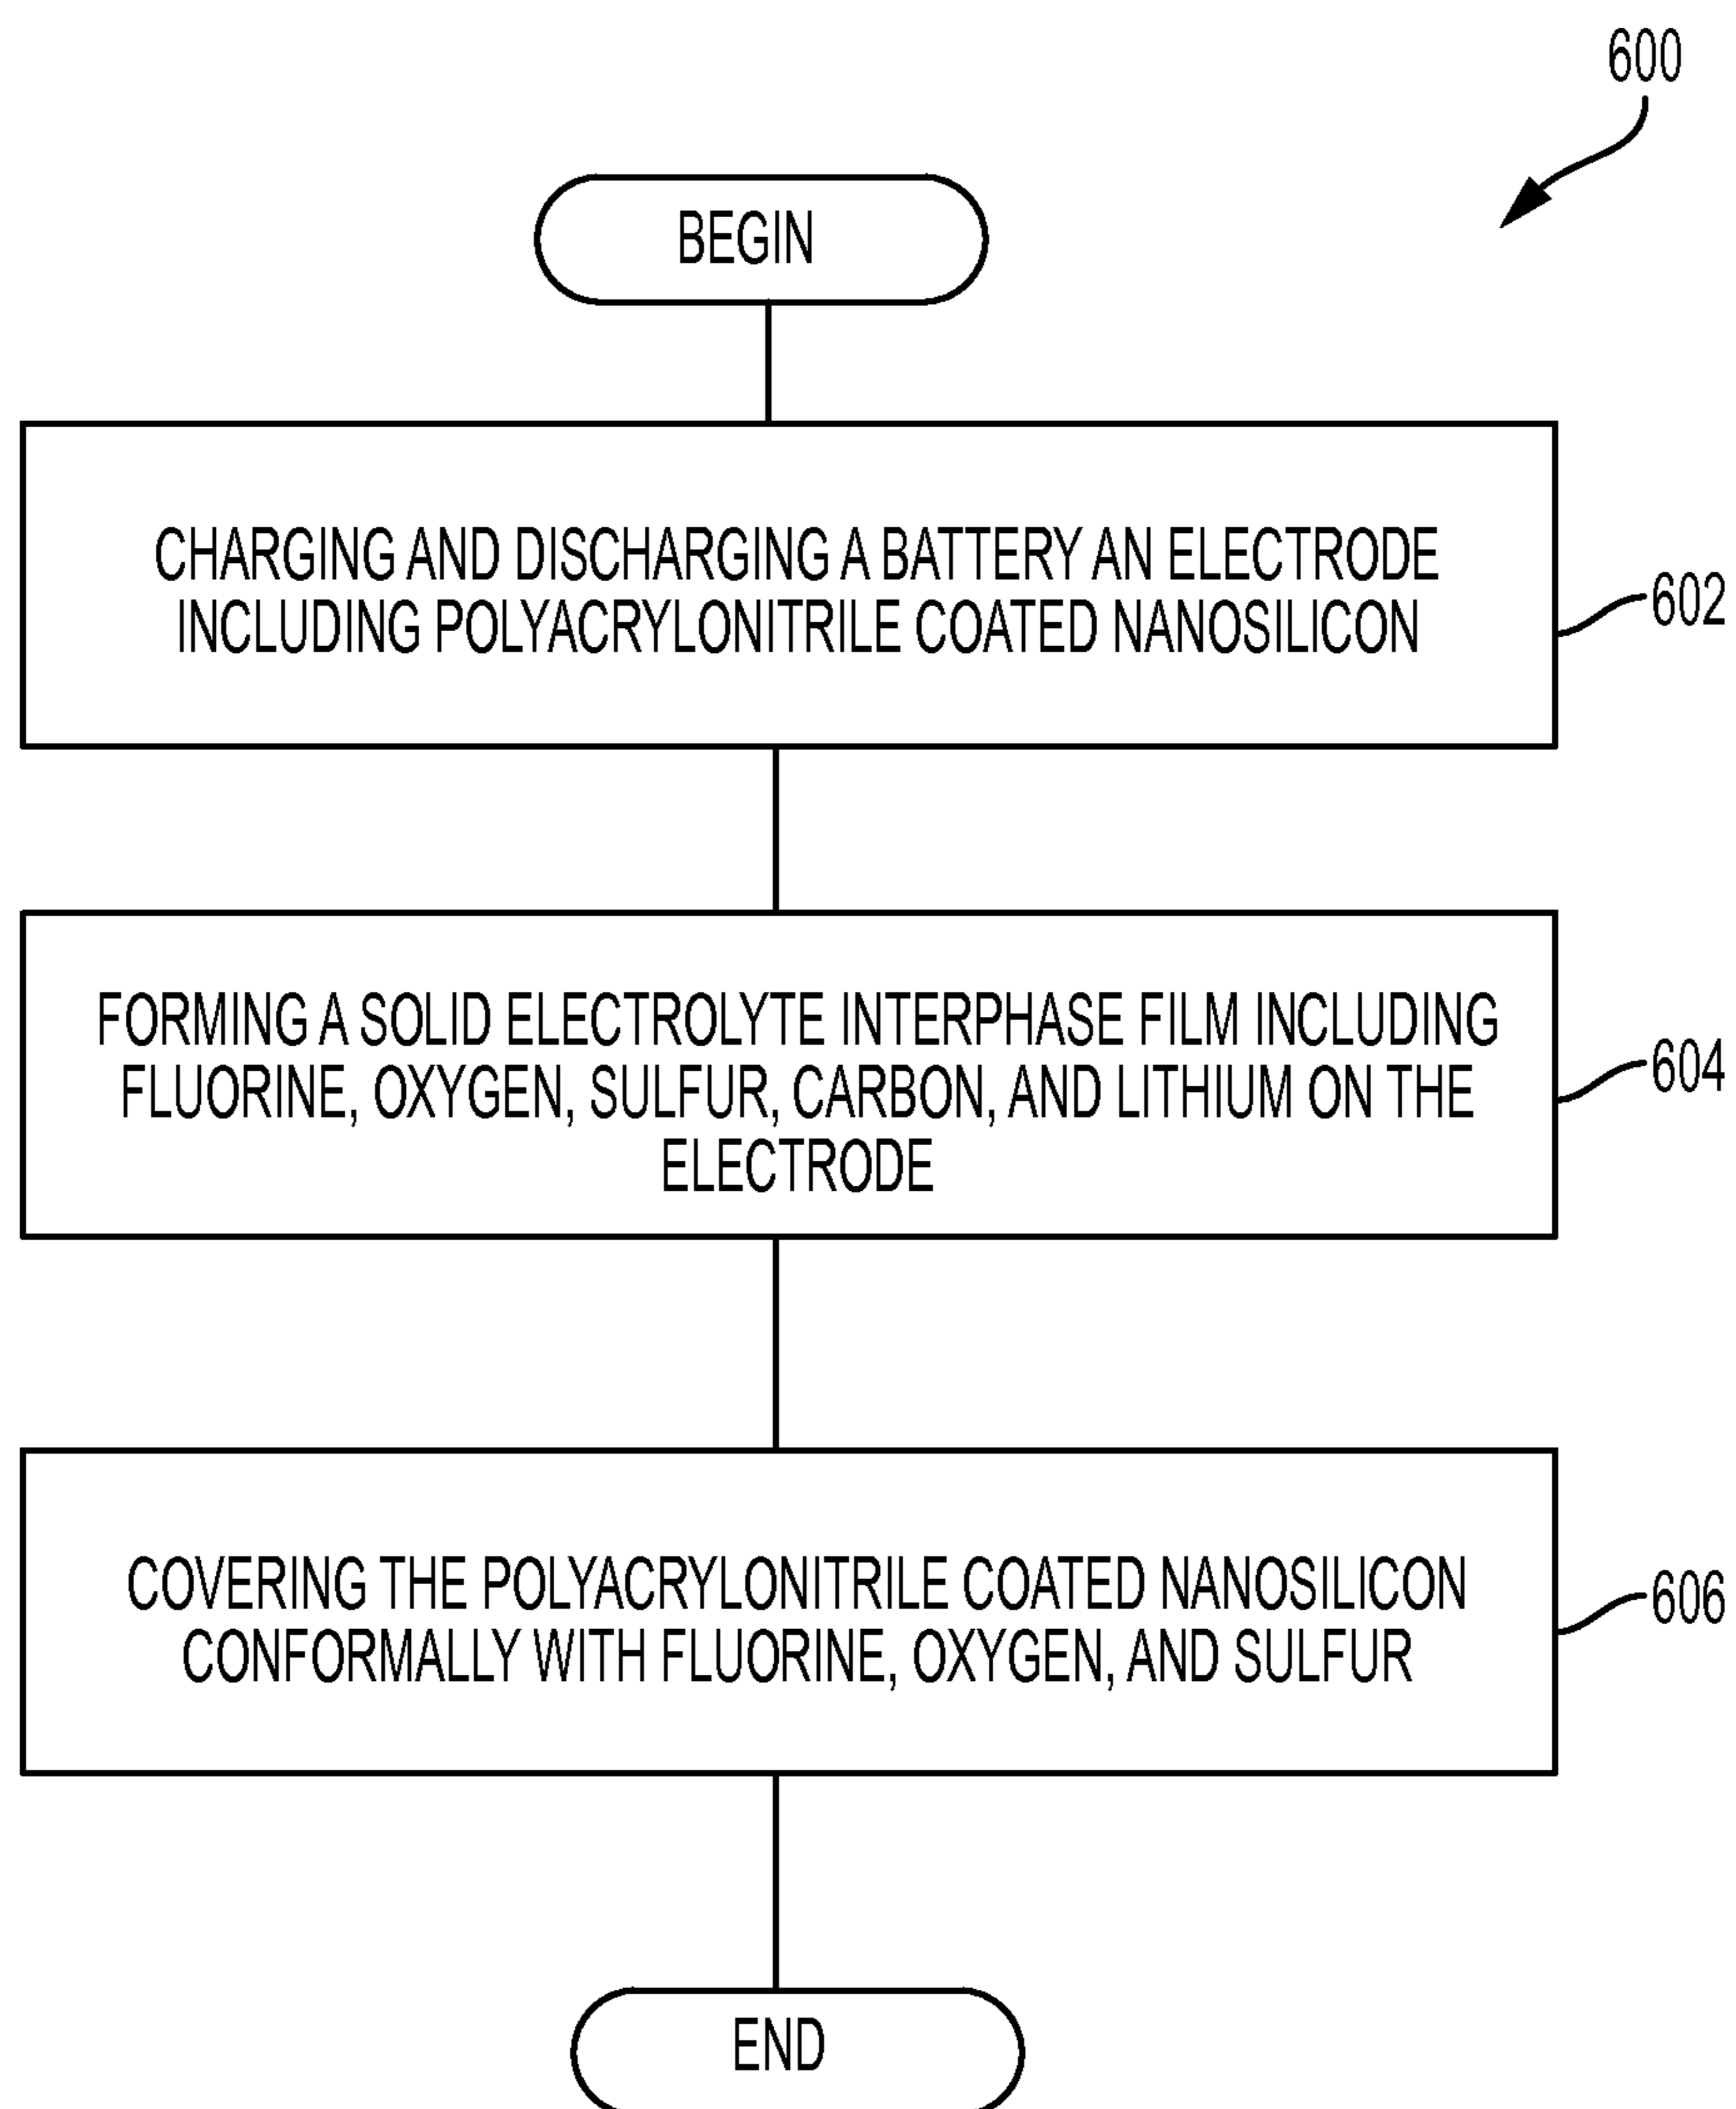 600
BEGIN
CHARGING AND DISCHARGING A BATTERY AN ELECTRODE
INCLUDING POLYACRYLONITRILE COATED NANOSILICON
602
FORMING A SOLID ELECTROLYTE INTERPHASE FILM INCLUDING
FLUORINE, OXYGEN, SULFUR, CARBON, AND LITHIUM ON THE
ELECTRODE
604
COVERING THE POLYACRYLONITRILE COATED NANOSILICON
CONFORMALLY WITH FLUORINE, OXYGEN, AND SULFUR
606
END